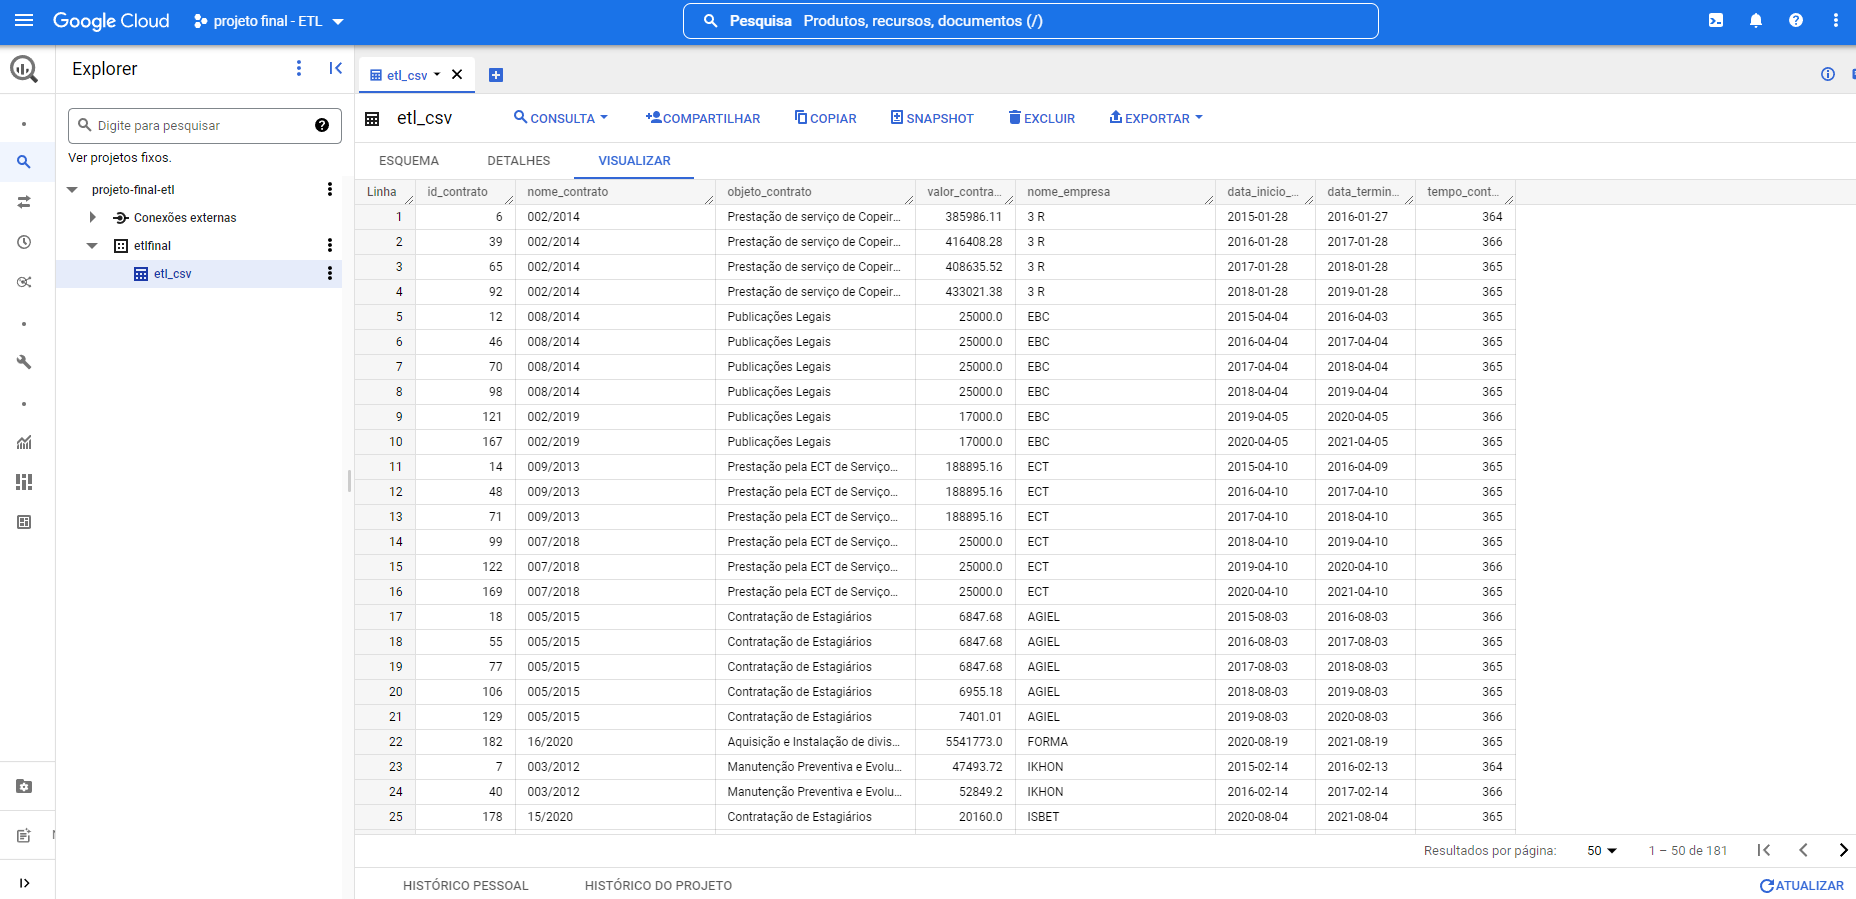 Google Cloud projeto final - ETL Pesquisa Produtos, recursos, documentos (/)
Explorer
Digite para pesquisar
Ver projetos fixos.
projeto-final-etl
Conexões externas
etlfinal
etl_csv
etl_csv
etl_csv CONSULTA COMPARTILHAR COPIAR SNAPSHOT EXCLUIR EXPORTAR
ESQUEMA DETALHES VISUALIZAR
Linha id_contrato nome_contrato objeto_contrato valor_contra... nome_empresa data_inicio_... data_termin... tempo_cont...
1 6 002/2014 Prestação de serviço de Copeir... 385986.11 3 R 2015-01-28 2016-01-27 364
2 39 002/2014 Prestação de serviço de Copeir... 416408.28 3 R 2016-01-28 2017-01-28 366
3 65 002/2014 Prestação de serviço de Copeir... 408635.52 3 R 2017-01-28 2018-01-28 365
4 92 002/2014 Prestação de serviço de Copeir... 433021.38 3 R 2018-01-28 2019-01-28 365
5 12 008/2014 Publicações Legais 25000.0 EBC 2015-04-04 2016-04-03 365
6 46 008/2014 Publicações Legais 25000.0 EBC 2016-04-04 2017-04-04 365
7 70 008/2014 Publicações Legais 25000.0 EBC 2017-04-04 2018-04-04 365
8 98 008/2014 Publicações Legais 25000.0 EBC 2018-04-04 2019-04-04 365
9 121 002/2019 Publicações Legais 17000.0 EBC 2019-04-05 2020-04-05 366
10 167 002/2019 Publicações Legais 17000.0 EBC 2020-04-05 2021-04-05 365
11 14 009/2013 Prestação pela ECT de Serviço... 188895.16 ECT 2015-04-10 2016-04-09 365
12 48 009/2013 Prestação pela ECT de Serviço... 188895.16 ECT 2016-04-10 2017-04-10 365
13 71 009/2013 Prestação pela ECT de Serviço... 188895.16 ECT 2017-04-10 2018-04-10 365
14 99 007/2018 Prestação pela ECT de Serviço... 25000.0 ECT 2018-04-10 2019-04-10 365
15 122 007/2018 Prestação pela ECT de Serviço... 25000.0 ECT 2019-04-10 2020-04-10 366
16 169 007/2018 Prestação pela ECT de Serviço... 25000.0 ECT 2020-04-10 2021-04-10 365
17 18 005/2015 Contratação de Estagiários 6847.68 AGIEL 2015-08-03 2016-08-03 366
18 55 005/2015 Contratação de Estagiários 6847.68 AGIEL 2016-08-03 2017-08-03 365
19 77 005/2015 Contratação de Estagiários 6847.68 AGIEL 2017-08-03 2018-08-03 365
20 106 005/2015 Contratação de Estagiários 6955.18 AGIEL 2018-08-03 2019-08-03 365
21 129 005/2015 Contratação de Estagiários 7401.01 AGIEL 2019-08-03 2020-08-03 366
22 182 16/2020 Aquisição e Instalação de divis... 5541773.0 FORMA 2020-08-19 2021-08-19 365
23 7 003/2012 Manutenção Preventiva e Evolu... 47493.72 IKHON 2015-02-14 2016-02-13 364
24 40 003/2012 Manutenção Preventiva e Evolu... 52849.2 IKHON 2016-02-14 2017-02-14 366
25 178 15/2020 Contratação de Estagiários 20160.0 ISBET 2020-08-04 2021-08-04 365
Resultados por página: 50 1 – 50 de 181
HISTÓRICO PESSOAL HISTÓRICO DO PROJETO ATUALIZAR